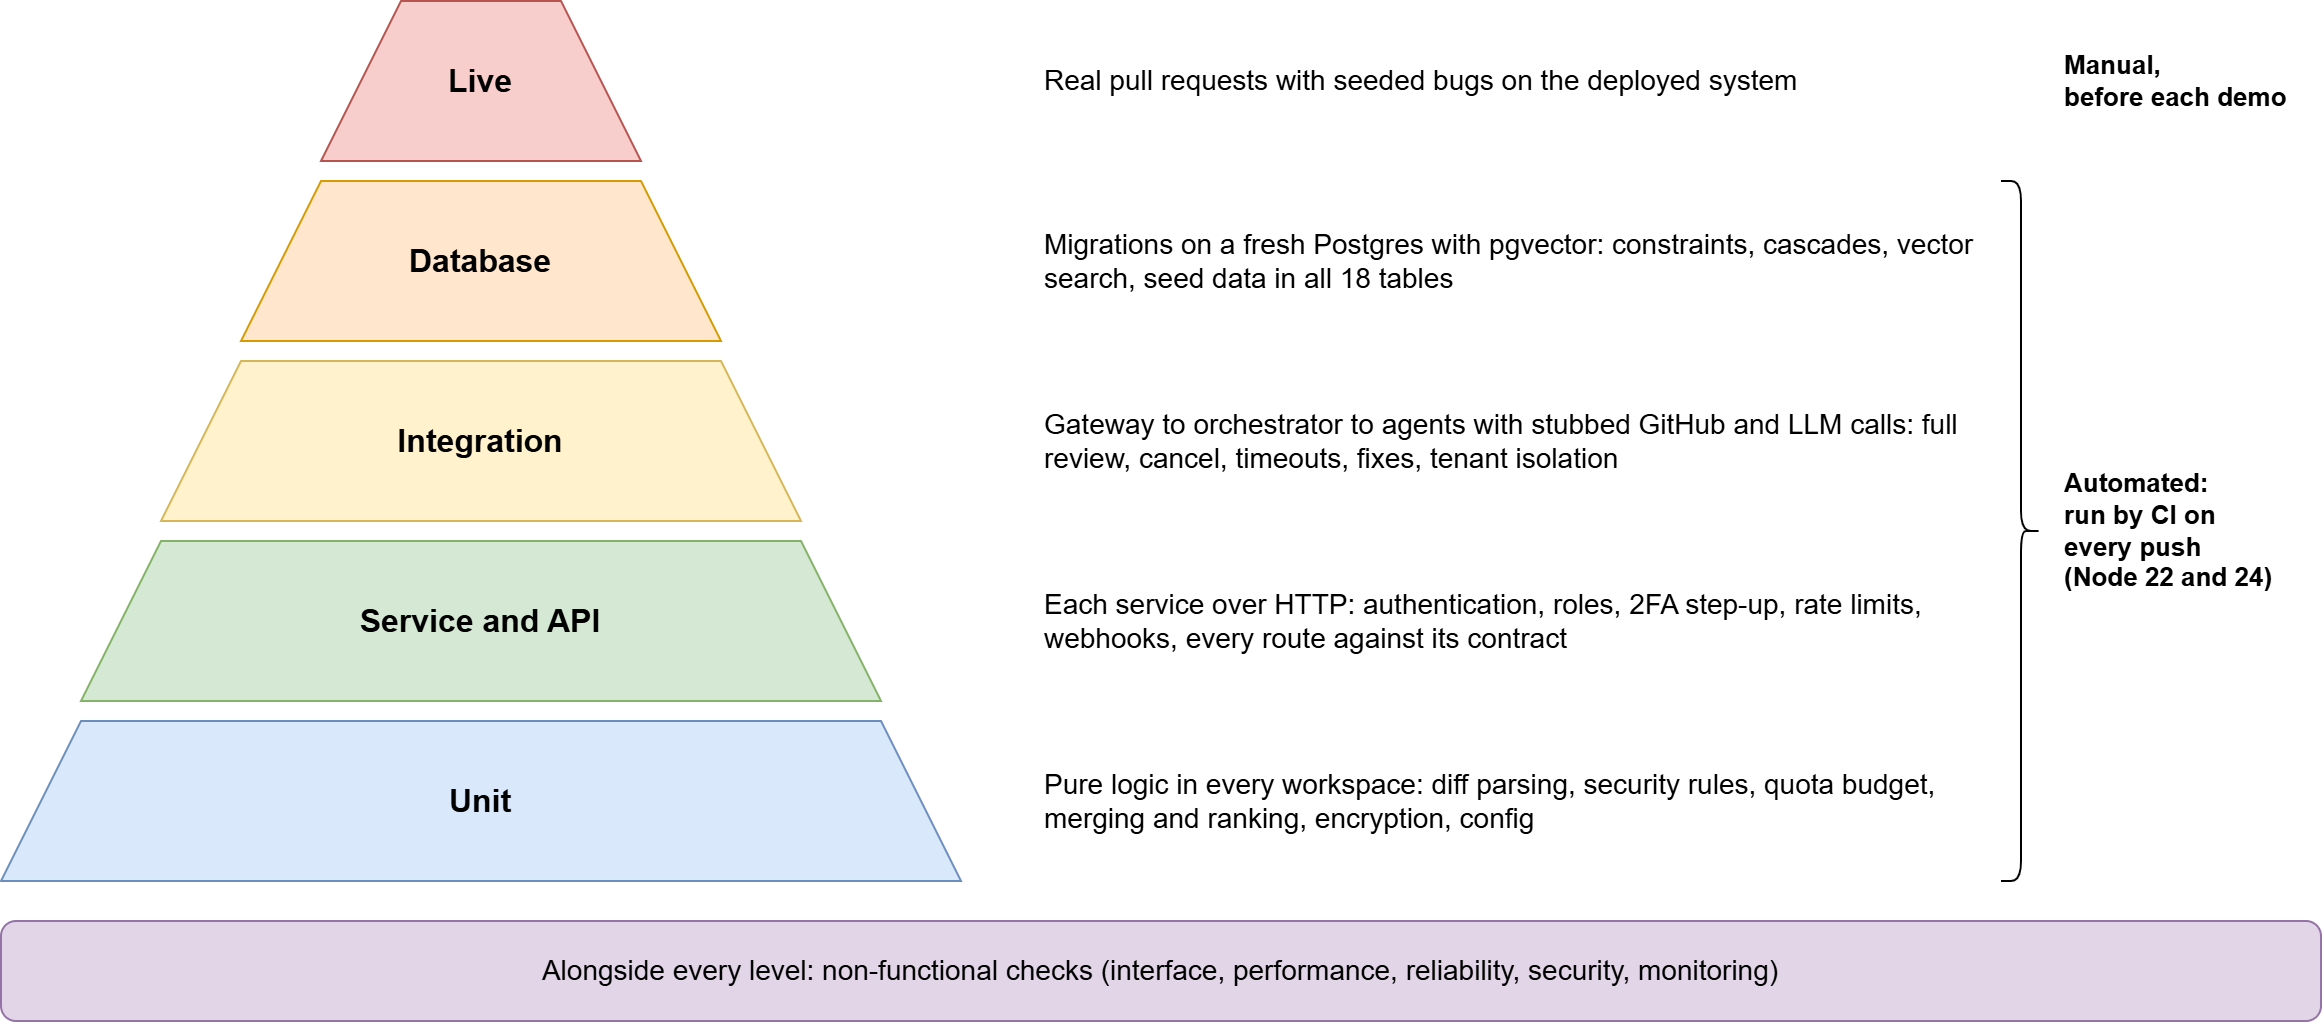 Live
Real pull requests with seeded bugs on the deployed system
Manual,
before each demo
Database
Migrations on a fresh Postgres with pgvector: constraints, cascades, vector
search, seed data in all 18 tables
Integration
Gateway to orchestrator to agents with stubbed GitHub and LLM calls: full
review, cancel, timeouts, fixes, tenant isolation
Automated:
run by CI on
every push
(Node 22 and 24)
Service and API
Each service over HTTP: authentication, roles, 2FA step-up, rate limits,
webhooks, every route against its contract
Unit
Pure logic in every workspace: diff parsing, security rules, quota budget,
merging and ranking, encryption, config
Alongside every level: non-functional checks (interface, performance, reliability, security, monitoring)